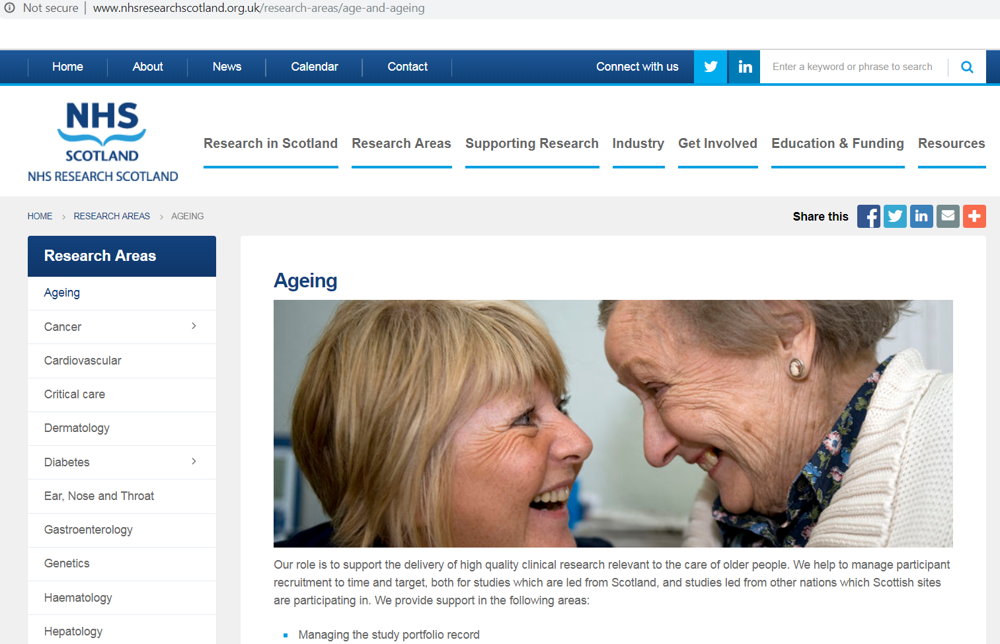 Not secure | www.nhsresearchscotland.org.uk/research-areas/age-and-ageing
Home About News Calendar Contact Connect with us in Enter a keyword or phrase to search
NHS
SCOTLAND
NHS RESEARCH SCOTLAND
Research in Scotland Research Areas Supporting Research Industry Get Involved Education & Funding Resources
HOME > RESEARCH AREAS > AGEING
Share this f in
Research Areas
Ageing
Cancer
Cardiovascular
Critical care
Dermatology
Diabetes
Ear, Nose and Throat
Gastroenterology
Genetics
Haematology
Hepatology
Ageing
Our role is to support the delivery of high quality clinical research relevant to the care of older people. We help to manage participant
recruitment to time and target, both for studies which are led from Scotland, and studies led from other nations which Scottish sites
are participating in. We provide support in the following areas:
Managing the study portfolio record